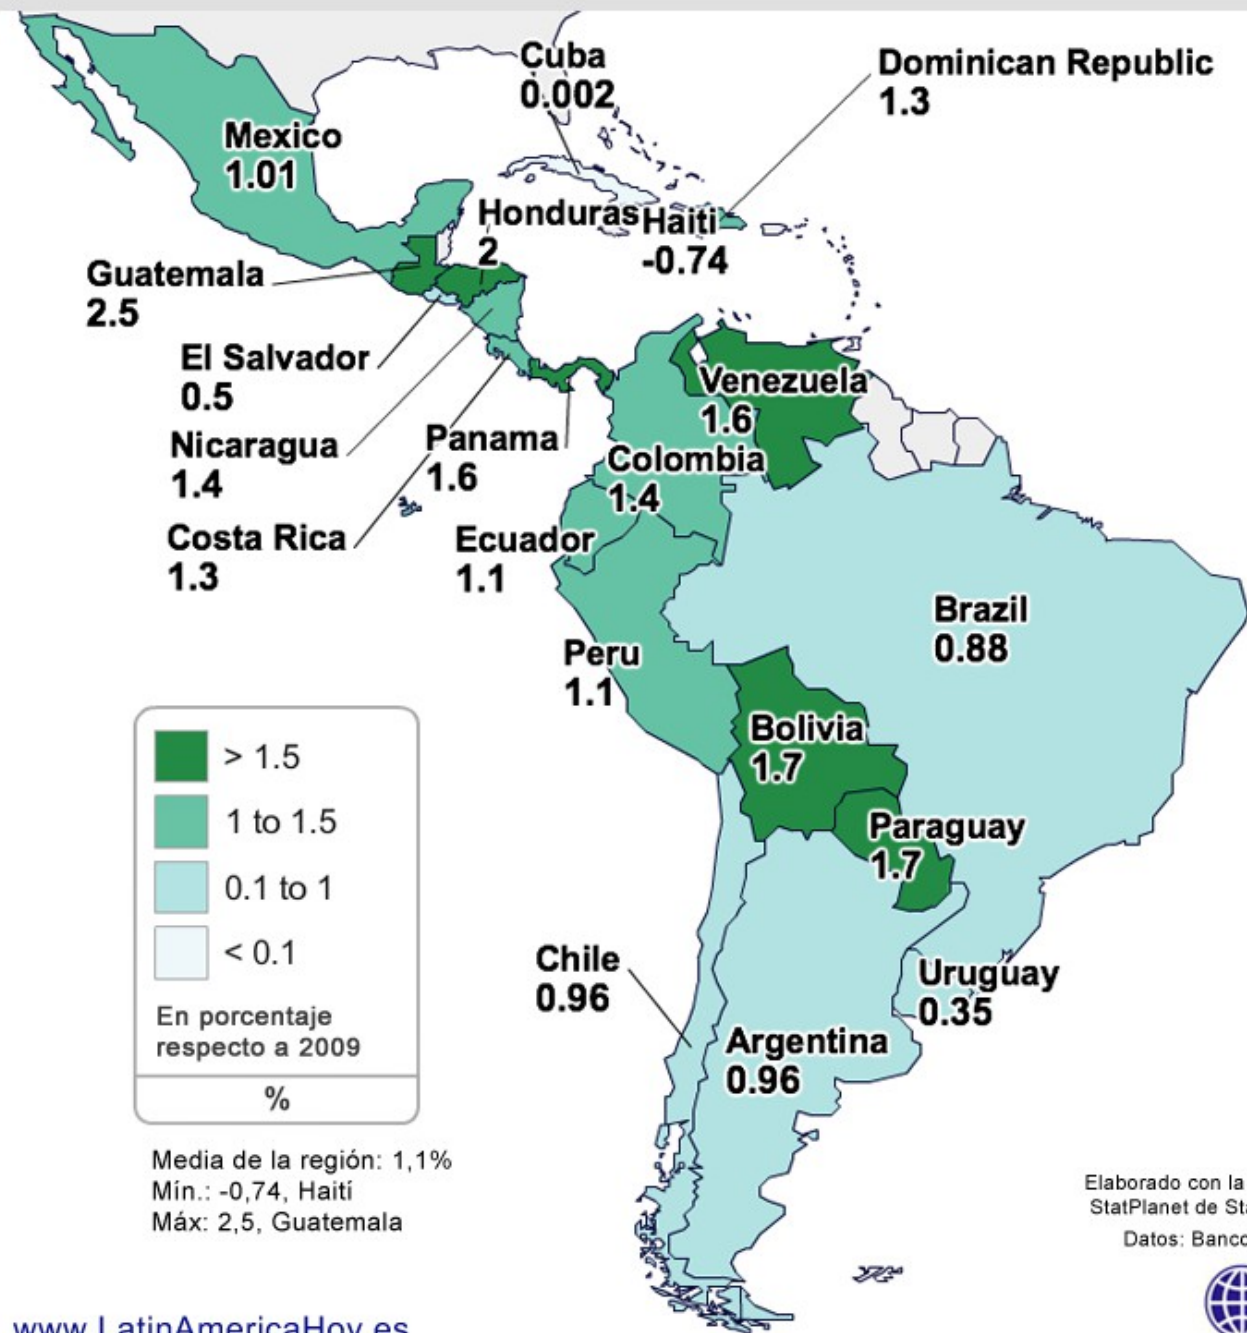 Cuba
0.002
Dominican Republic
1.3
Mexico
1.01
Honduras
2
Haiti
-0.74
Guatemala
2.5
El Salvador
0.5
Venezuela
1.6
Nicaragua
1.4
Panama
1.6
Colombia
1.4
Costa Rica
1.3
Ecuador
1.1
Brazil
0.88
Peru
1.1
Bolivia
1.7
Paraguay
1.7
Chile
0.96
Uruguay
0.35
Argentina
0.96
> 1.5
1 to 1.5
0.1 to 1
< 0.1
En porcentaje
respecto a 2009
%
Media de la región: 1,1%
Mín.: -0,74, Haití
Máx: 2,5, Guatemala
Elaborado con la
StatPlanet de
Datos:
www.LatinAmericaHoy.es